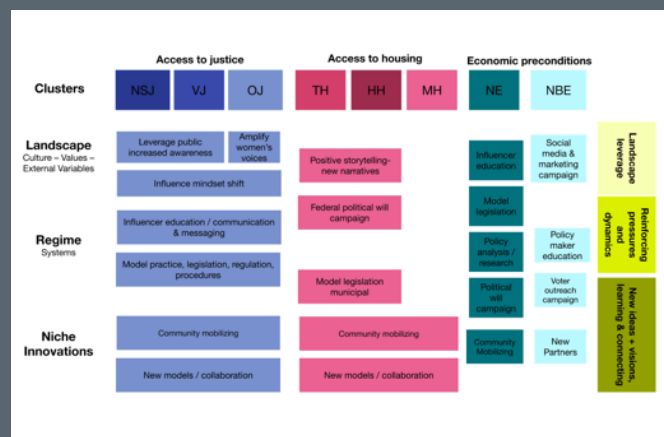 Access to justice
Access to housing
Economic preconditions
Clusters
NSJ
VJ
OJ
TH
HH
MH
NE
NBE
Landscape
Culture – Values –
External Variables
Leverage public
increased awareness
Amplify
women's
voices
Influence mindset shift
Positive storytelling-
new narratives
Influencer
education
Social
media &
marketing
campaign
Landscape
leverage
Federal political will
campaign
Model
legislation
Regime
Systems
Influencer education / communication
& messaging
Model practice, legislation, regulation,
procedures
Policy
analysis /
research
Policy
maker
education
Reinforcing
pressures
and
dynamics
Model legislation
municipal
Political
will
campaign
Voter
outreach
campaign
Niche
Innovations
Community mobilizing
Community mobilizing
Community
Mobilizing
New
Partners
New models / collaboration
New models / collaboration
New ideas + visions,
learning & connecting